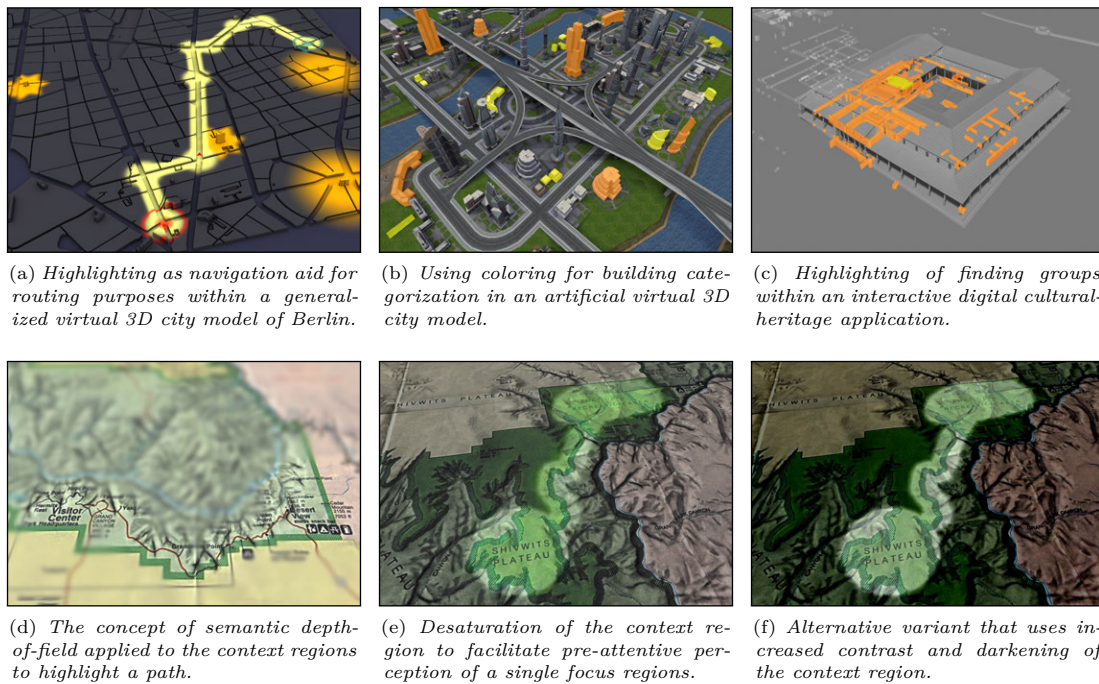 (a) Highlighting as navigation aid for
routing purposes within a general-
ized virtual 3D city model of Berlin.
(b) Using coloring for building cate-
gorization in an artificial virtual 3D
city model.
(c) Highlighting of finding groups
within an interactive digital cultural-
heritage application.
Visitor
Center
Desert
View
SHIVWITS PLATEAU
SHIVWITS
PLATEAU
PLATEAU
SHIVWITS PLATEAU
SHIVWITS
PLATEAU
PLATEAU
(d) The concept of semantic depth-
of-field applied to the context regions
to highlight a path.
(e) Desaturation of the context re-
gion to facilitate pre-attentive per-
ception of a single focus regions.
(f) Alternative variant that uses in-
creased contrast and darkening of
the context region.